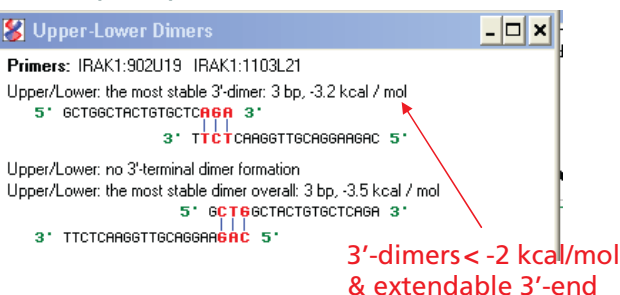 Upper-Lower Dimers
Primers: IRAK1:902U19 IRAK1:1103L21
Upper/Lower: the most stable 3'-dimer: 3 bp, -3.2 kcal / mol
5' GCTGGCTACTGTGCTCAGA 3'
3' TTCTCAAGGTTGCAGGAAGAC 5'
Upper/Lower: no 3'-terminal dimer formation
Upper/Lower: the most stable dimer overall: 3 bp, -3.5 kcal / mol
5' GCTGGCTACTGTGCTCAGA 3'
3' TTCTCAAGGTTGCAGGAAGAC 5'
3’-dimers< -2 kcal/mol
& extendable 3’-end